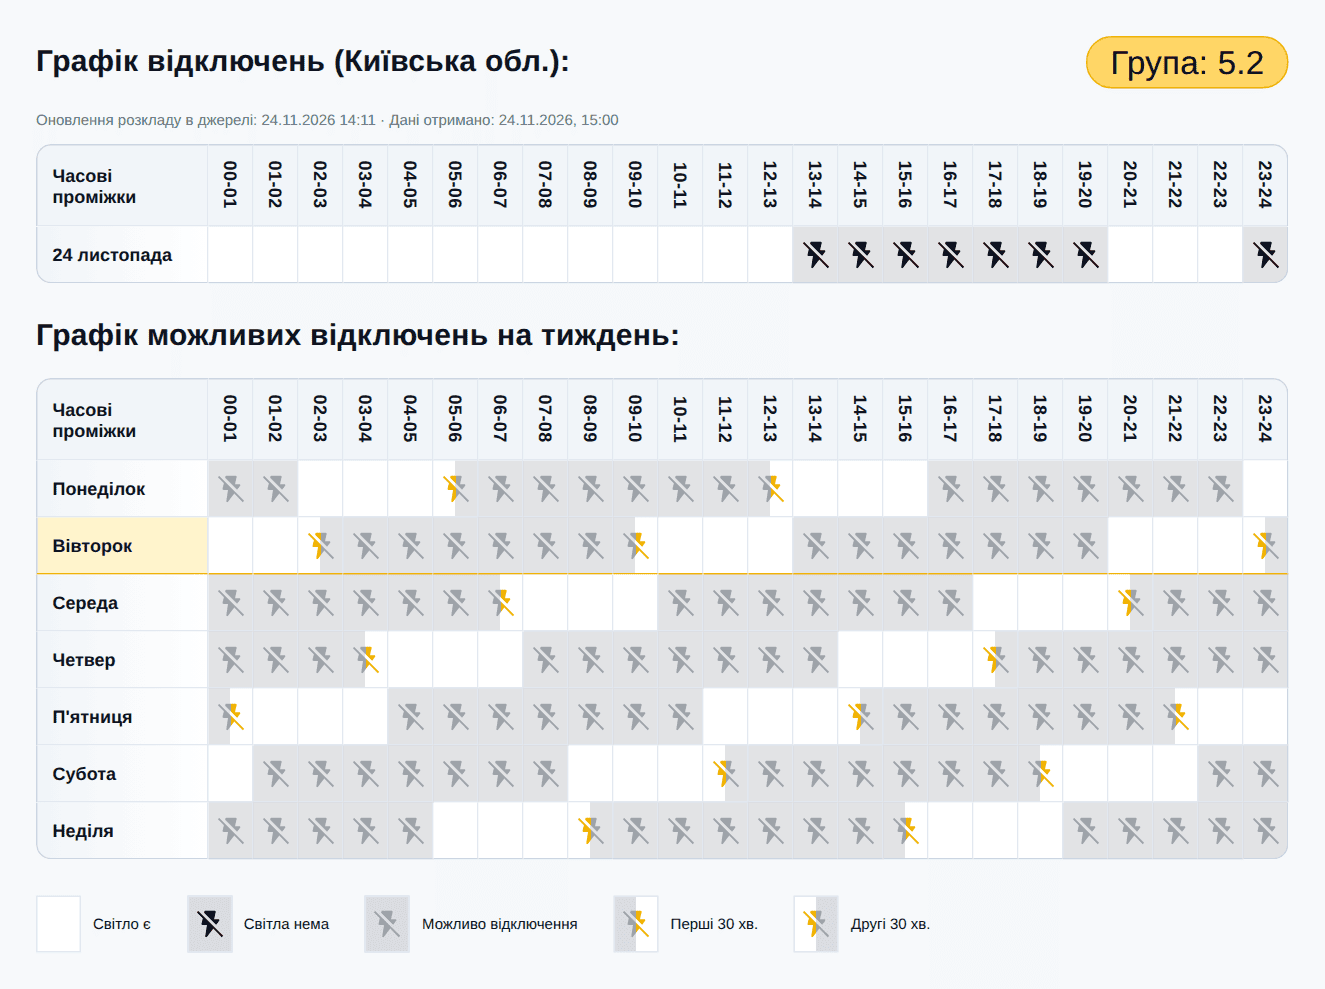 Графік відключень (Київська обл.):
Група: 5.2
Оновлення розкладу в джерелі: 24.11.2026 14:11 · Дані отримано: 24.11.2026, 15:00
Часові проміжки 00-01 01-02 02-03 03-04 04-05 05-06 06-07 07-08 08-09 09-10 10-11 11-12 12-13 13-14 14-15 15-16 16-17 17-18 18-19 19-20 20-21 21-22 22-23 23-24
24 листопада
Графік можливих відключень на тиждень:
Часові проміжки 00-01 01-02 02-03 03-04 04-05 05-06 06-07 07-08 08-09 09-10 10-11 11-12 12-13 13-14 14-15 15-16 16-17 17-18 18-19 19-20 20-21 21-22 22-23 23-24
Понеділок
Вівторок
Середа
Четвер
П'ятниця
Субота
Неділя
Світло є Світла нема Можливо відключення Перші 30 хв. Другі 30 хв.